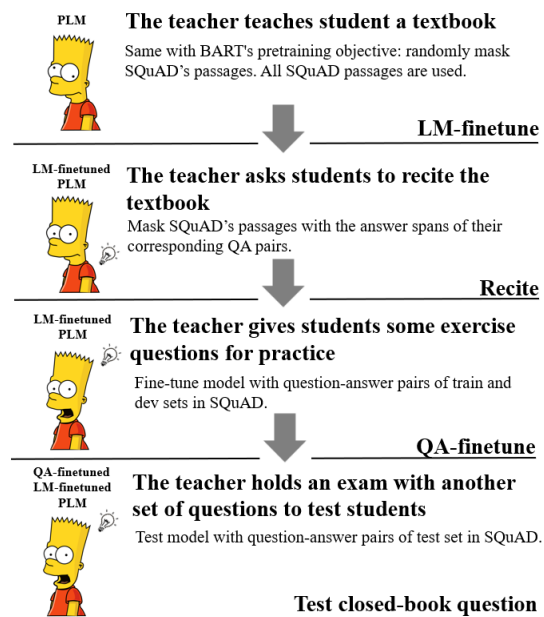 PLM
The teacher teaches student a textbook
Same with BART's pretraining objective: randomly mask
SQuAD's passages. All SQuAD passages are used.
LM-finetune
LM-finetuned
PLM
The teacher asks students to recite the
textbook
Mask SQuAD's passages with the answer spans of their
corresponding QA pairs.
Recite
LM-finetuned
PLM
The teacher gives students some exercise
questions for practice
Fine-tune model with question-answer pairs of train and
dev sets in SQuAD.
QA-finetune
QA-finetuned
LM-finetuned
PLM
The teacher holds an exam with another
set of questions to test students
Test model with question-answer pairs of test set in SQuAD.
Test closed-book question